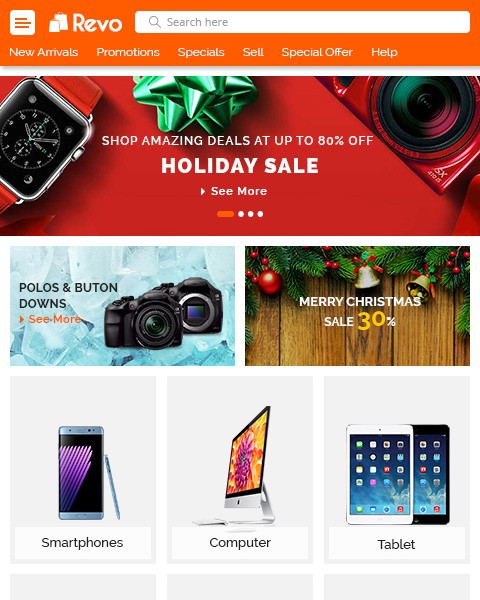 Revo
Search here
New Arrivals
Promotions
Specials
Sell
Special Offer
Help
SHOP AMAZING DEALS AT UP TO 80% OFF
HOLIDAY SALE
See More
POLOS & BUTON
DOWNS
See More
MERRY CHRISTMAS
SALE 30%
Smartphones
Computer
Tablet